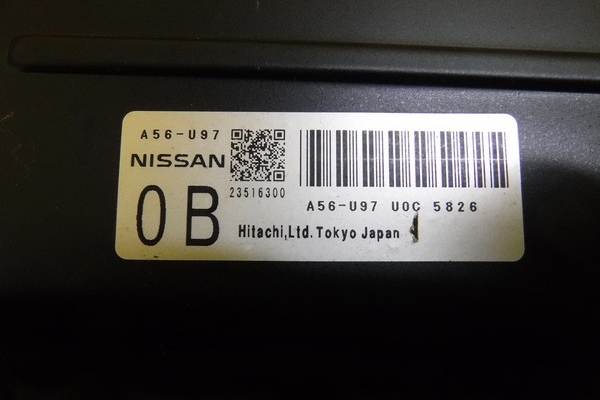 A56-U97
NISSAN
23516300
0B
A56-U97 U0C 5826
Hitachi,Ltd. Tokyo Japan